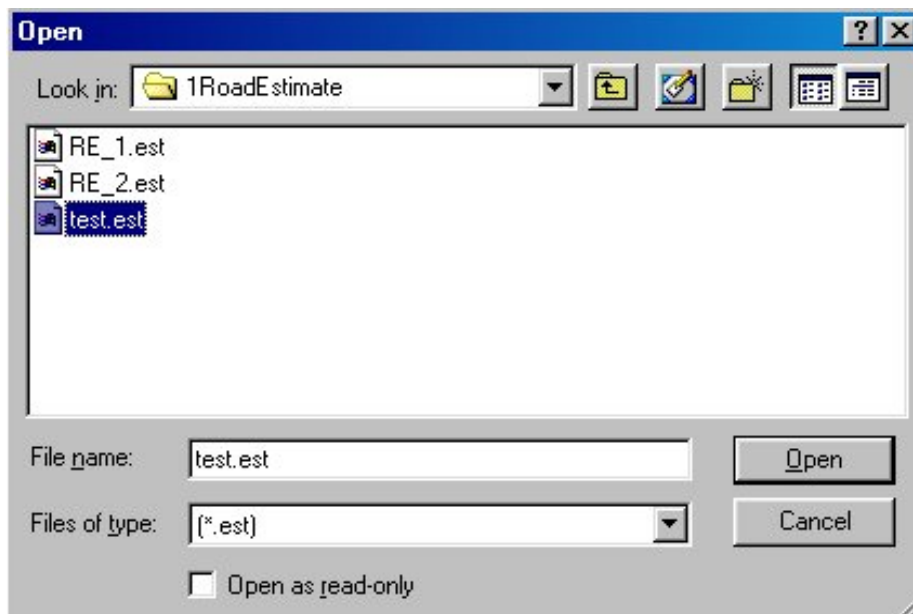 Open
Look in: 1RoadEstimate
RE_1.est
RE_2.est
test.est
File name: test.est Open
Files of type: (*.est) Cancel
Open as read-only